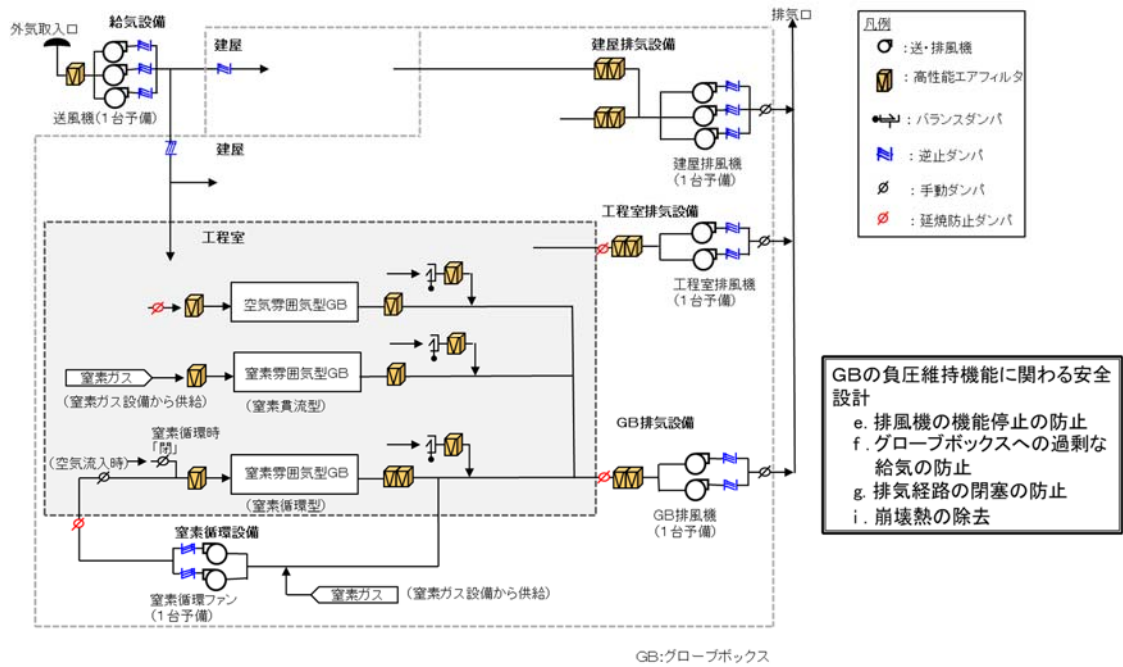 外気取入口
給気設備
送風機(1台予備)
建屋
建屋
建屋排気設備
建屋排風機
(1台予備)
排気口
凡例
：送・排風機
：高性能エアフィルタ
：バランスダンパ
：逆止ダンパ
：手動ダンパ
：延焼防止ダンパ
工程室
工程室排気設備
工程室排風機
(1台予備)
空気雰囲気型GB
窒素ガス
(窒素ガス設備から供給)
窒素雰囲気型GB
(窒素貫流型)
窒素循環時
「閉」
(空気流入時)
窒素雰囲気型GB
(窒素循環型)
GB排気設備
GB排風機
(1台予備)
窒素循環設備
窒素循環ファン
(1台予備)
窒素ガス
(窒素ガス設備から供給)
GBの負圧維持機能に関わる安全
設計
e. 排風機の機能停止の防止
f. グローブボックスへの過剰な
給気の防止
g. 排気経路の閉塞の防止
i. 崩壊熱の除去
GB:グローブボックス